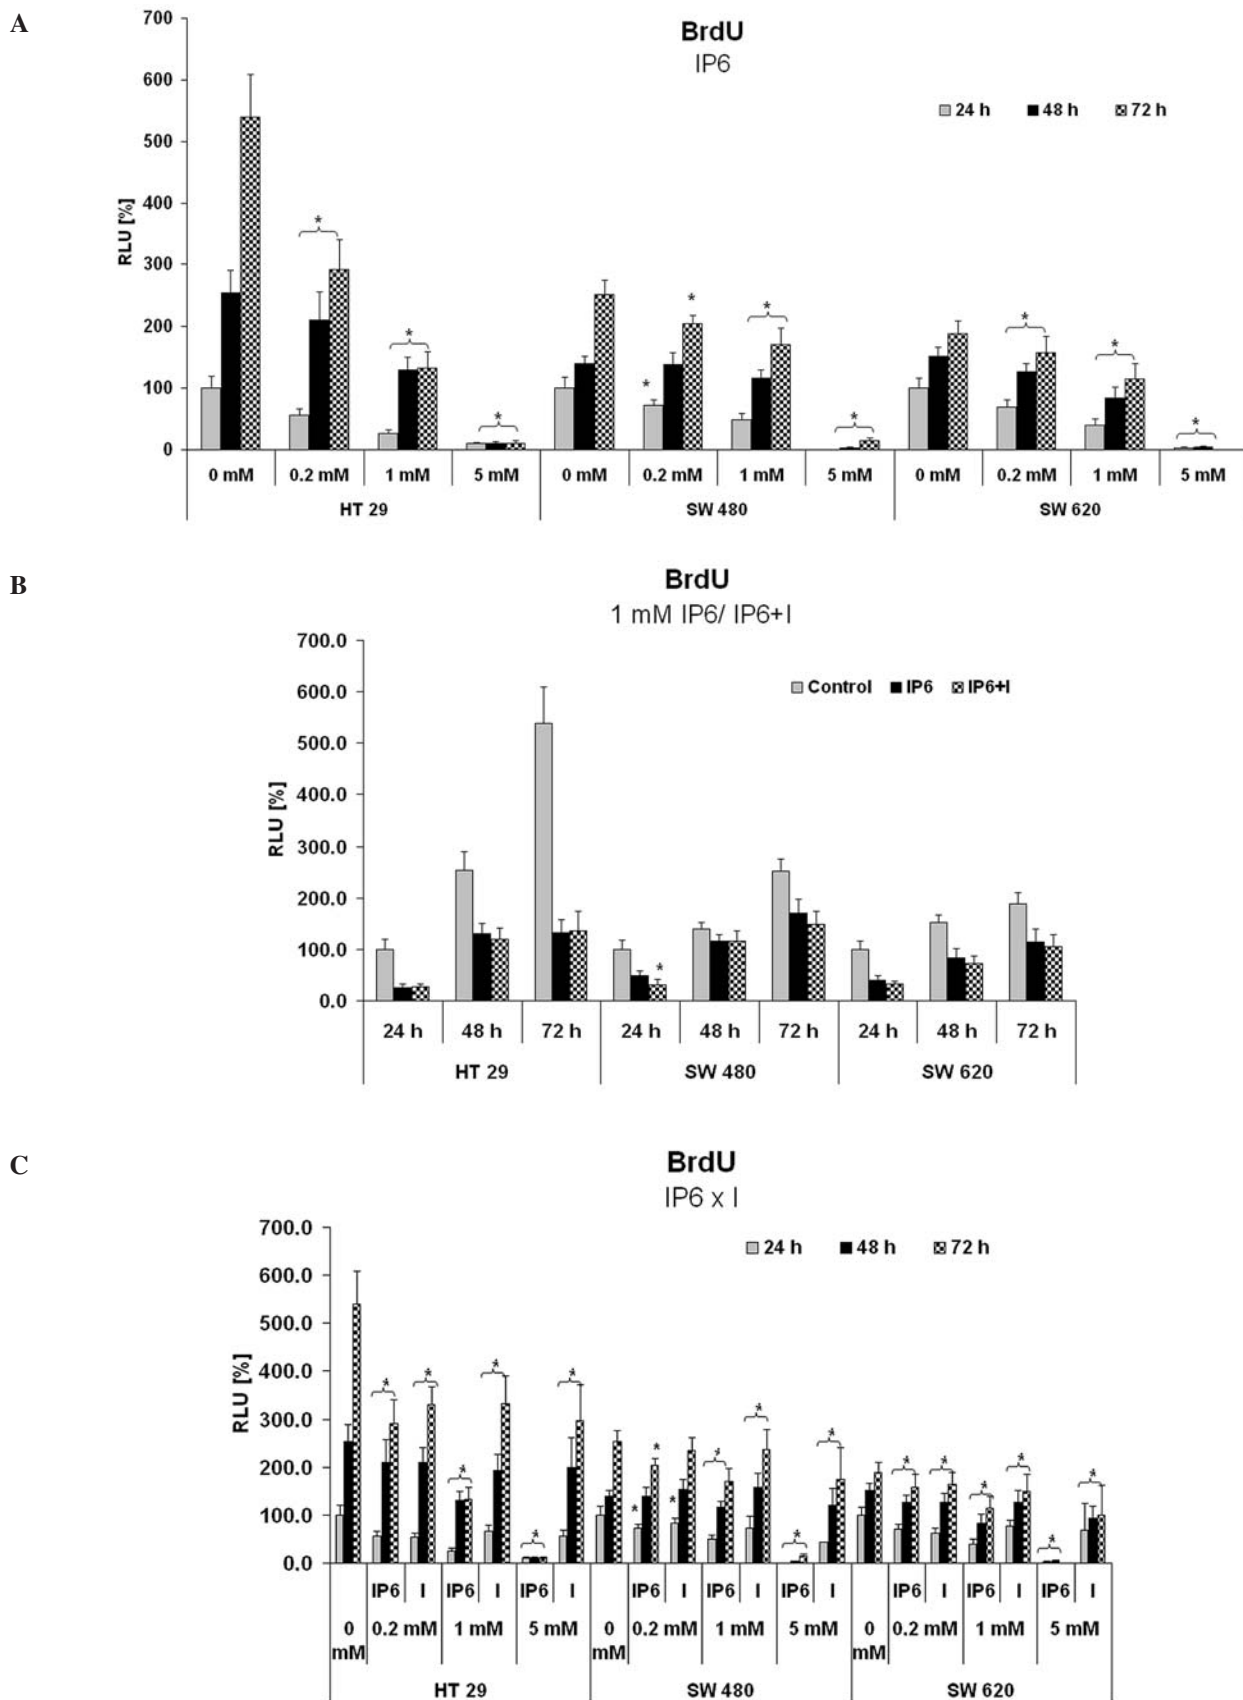 A
BrdU
IP6
24 h 48 h 72 h
700
600
500
400
300
200
100
0
RLU [%]
* * * * * * * * * *
0 mM 0.2 mM 1 mM 5 mM 0 mM 0.2 mM 1 mM 5 mM 0 mM 0.2 mM 1 mM 5 mM
HT 29 SW 480 SW 620
B
BrdU
1 mM IP6/ IP6+I
Control IP6 IP6+I
700.0
600.0
500.0
400.0
300.0
200.0
100.0
0.0
RLU [%]
*
24 h 48 h 72 h 24 h 48 h 72 h 24 h 48 h 72 h
HT 29 SW 480 SW 620
C
BrdU
IP6 x I
24 h 48 h 72 h
700.0
600.0
500.0
400.0
300.0
200.0
100.0
0.0
RLU [%]
* * * * * * * * * * * * * * * * * * *
IP6 I IP6 I IP6 I IP6 I IP6 I IP6 I IP6 I IP6 I IP6 I
0 mM 0.2 mM 1 mM 5 mM 0 mM 0.2 mM 1 mM 5 mM 0 mM 0.2 mM 1 mM 5 mM
HT 29 SW 480 SW 620